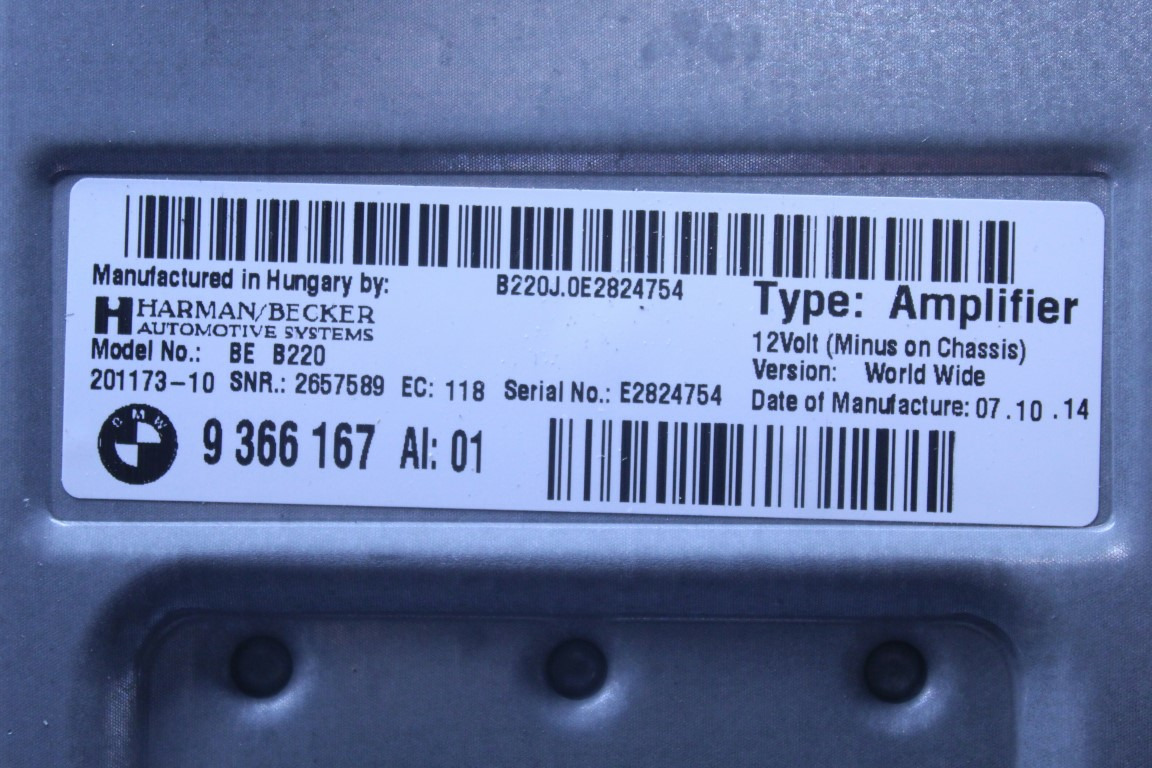 Manufactured in Hungary by:
B220J.0E2824754
HARMAN/BECKER
AUTOMOTIVE SYSTEMS
Type: Amplifier
12Volt (Minus on Chassis)
Model No.: BE B220
Version: World Wide
201173-10 SNR.: 2657589 EC: 118 Serial No.: E2824754
Date of Manufacture: 07.10.14
BMW
9 366 167 AI: 01